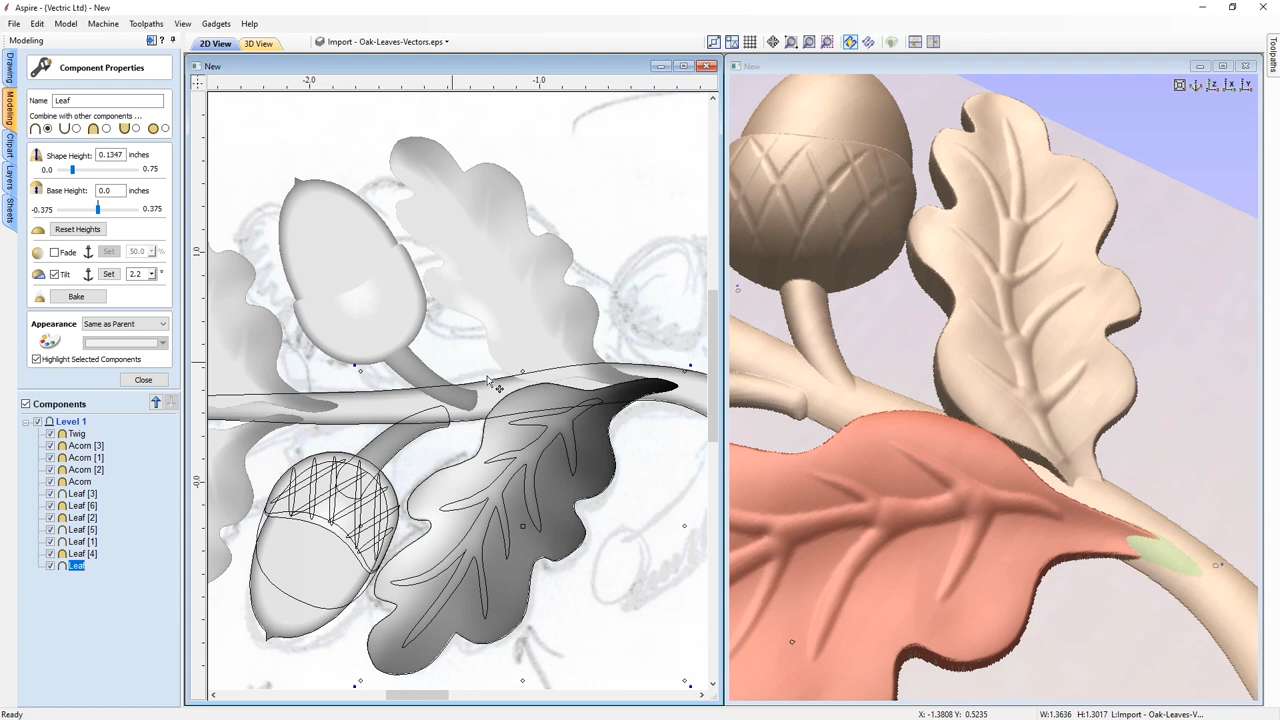 Aspire - {Vectric Ltd} - New
File Edit Model Machine Toolpaths View Gadgets Help
Modeling
2D View
3D View
Import - Oak-Leaves-Vectors.eps
Toolpaths
Drawing
Modeling
Clipart
Layers
Sheets
Component Properties
Name Leaf
Combine with other components ...
Shape Height: 0.1347 inches
0.0 0.75
Base Height: 0.0 inches
-0.375 0.375
Reset Heights
Fade Set 50.0 %
Tilt Set 2.2 °
Bake
Appearance Same as Parent
Highlight Selected Components
Close
Components
Level 1
Twig
Acorn [3]
Acorn [1]
Acorn [2]
Acorn
Leaf [3]
Leaf [6]
Leaf [2]
Leaf [5]
Leaf [1]
Leaf [4]
Leaf
New
-2.0 -1.0
1.0
-0.0
New
Ready
X: -1.3808 Y: 0.5235
W:1.3636 H:1.3017 L:Import - Oak-Leaves-V...